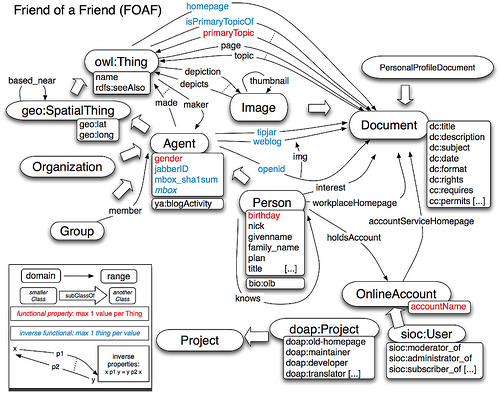 Friend of a Friend (FOAF)
homepage
isPrimaryTopicOf
primaryTopic
page
topic
owl:Thing
name
rdfs:seeAlso
based_near
depiction
depicts
thumbnail
PersonalProfileDocument
geo:SpatialThing
geo:lat
geo:long
made
maker
Image
Document
dc:title
dc:description
dc:subject
dc:date
dc:format
dc:rights
cc:requires
cc:permits [...]
Agent
gender
jabberID
mbox_sha1sum
mbox
ya:blogActivity
tipjar
weblog
img
openid
Organization
member
Group
interest
workplaceHomepage
accountServiceHomepage
Person
birthday
nick
givenname
family_name
plan
title [...]
bio:olb
knows
holdsAccount
OnlineAccount
accountName
sioc:User
sioc:moderator_of
sioc:administrator_of
sioc:subscriber_of [...]
Project
doap:Project
doap:old-homepage
doap:maintainer
doap:developer
doap:translator [...]
domain
range
smaller Class
subClassOf
another Class
functional property: max 1 value per Thing
inverse functional: max 1 thing per value
x
p1
p2
y
inverse
properties:
x p1 y = y p2 x